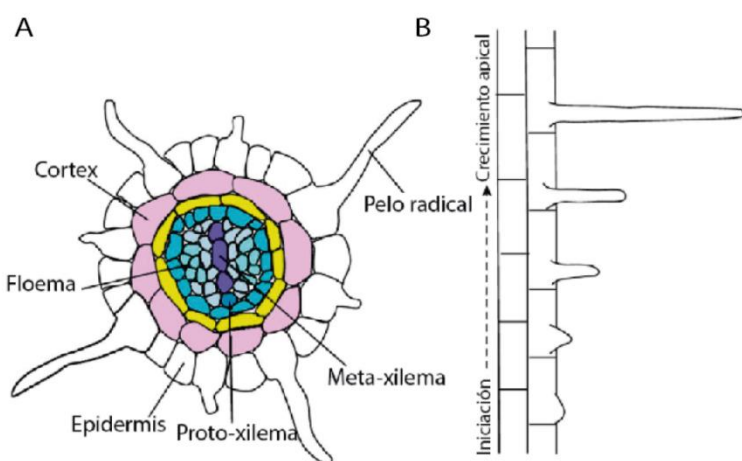 A
Cortex
Pelo radical
Floema
Meta-xilema
Epidermis
Proto-xilema
B
Crecimiento apical
Iniciación